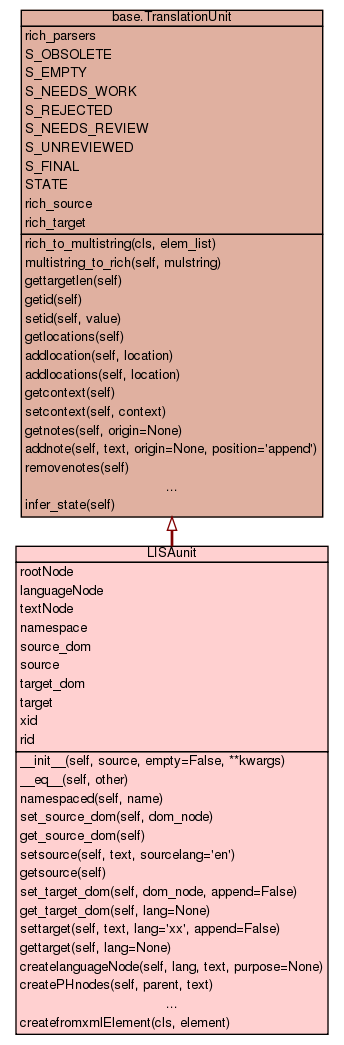 base.TranslationUnit
rich_parsers
S_OBSOLETE
S_EMPTY
S_NEEDS_WORK
S_REJECTED
S_NEEDS_REVIEW
S_UNREVIEWED
S_FINAL
STATE
rich_source
rich_target
rich_to_multistring(cls, elem_list)
multistring_to_rich(self, mulstring)
gettargetlen(self)
getid(self)
setid(self, value)
getlocations(self)
addlocation(self, location)
addlocations(self, location)
getcontext(self)
setcontext(self, context)
getnotes(self, origin=None)
addnote(self, text, origin=None, position='append')
removenotes(self)
...
infer_state(self)
LISAunit
rootNode
languageNode
textNode
namespace
source_dom
source
target_dom
target
xid
rid
__init__(self, source, empty=False, **kwargs)
__eq__(self, other)
namespaced(self, name)
set_source_dom(self, dom_node)
get_source_dom(self)
setsource(self, text, sourcelang='en')
getsource(self)
set_target_dom(self, dom_node, append=False)
get_target_dom(self, lang=None)
settarget(self, text, lang='xx', append=False)
gettarget(self, lang=None)
createlanguageNode(self, lang, text, purpose=None)
createPHnodes(self, parent, text)
...
createfromxmlElement(cls, element)